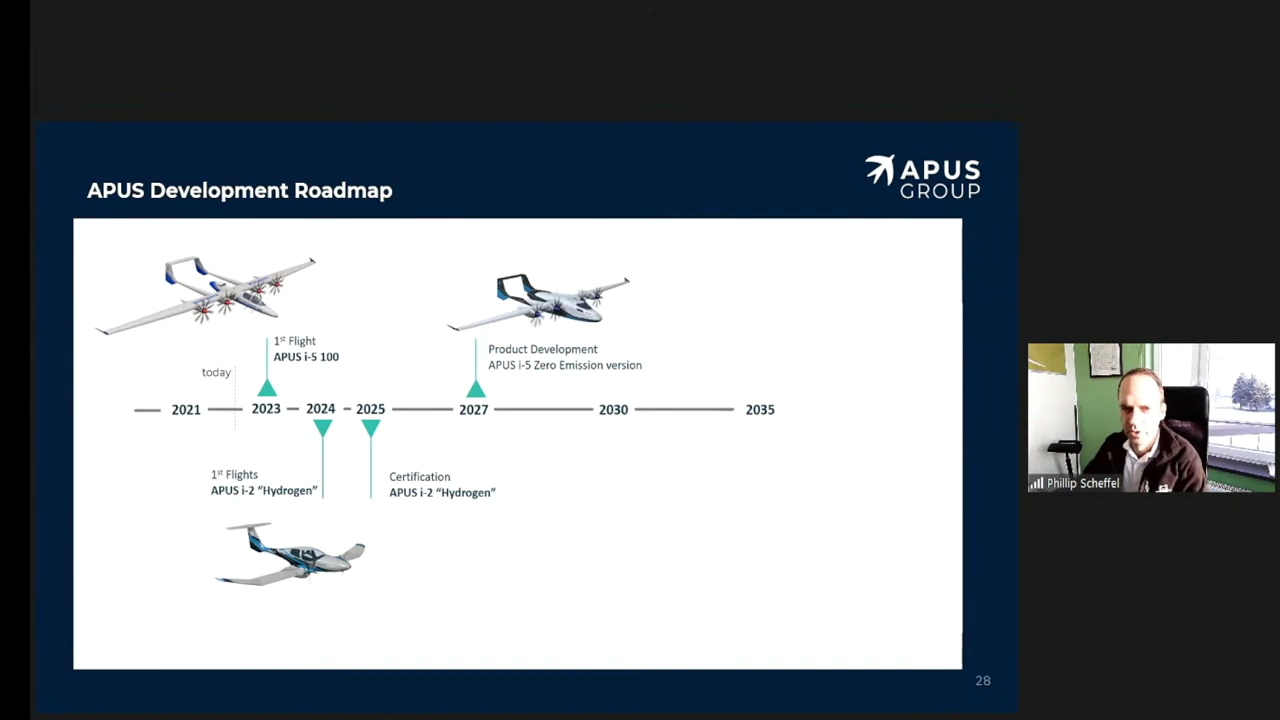 APUS Development Roadmap
APUS
GROUP
1st Flight
APUS i-5 100
Product Development
APUS i-5 Zero Emission version
today
2021
2023
2024
2025
2027
2030
2035
1st Flights
APUS i-2 “Hydrogen”
Certification
APUS i-2 “Hydrogen”
Phillip Scheffel
28